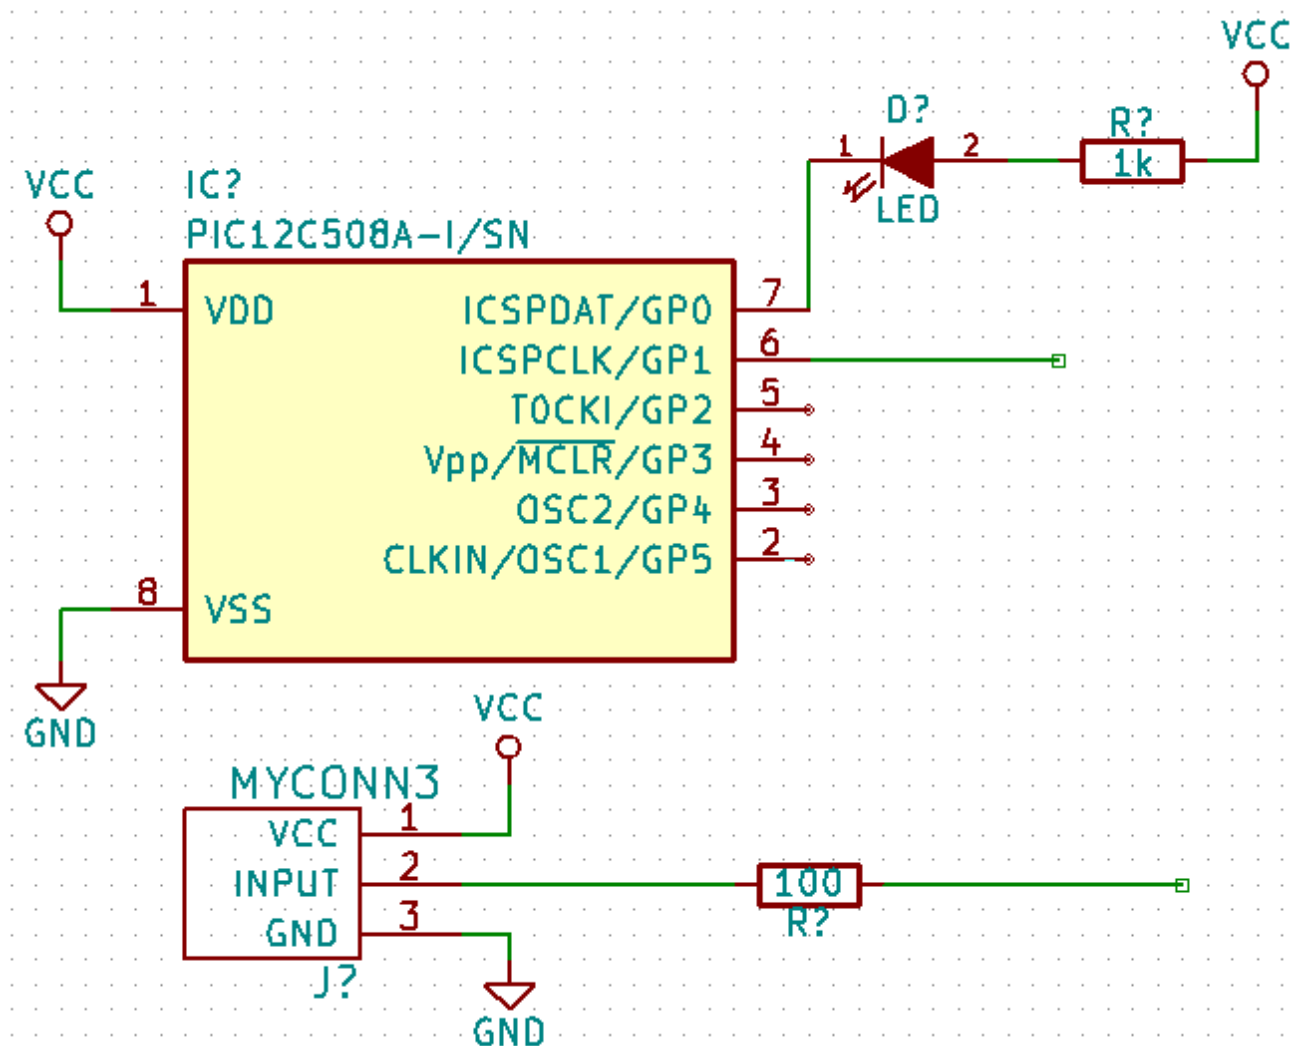 VCC
D?
R?
1 2
1k
LED
VCC
IC?
PIC12C508A-I/SN
1 VDD
ICSPDAT/GP0 7
ICSPCLK/GP1 6
T0CKI/GP2 5
Vpp/MCLR/GP3 4
OSC2/GP4 3
CLKIN/OSC1/GP5 2
8 VSS
GND
VCC
MYCONN3
VCC 1
INPUT 2
GND 3
J?
100
R?
GND